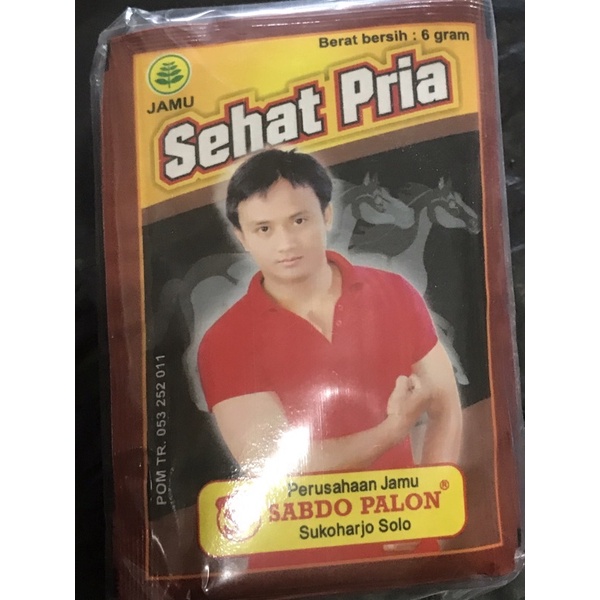 Berat bersih : 6 gram
JAMU
Sehat Pria
POM TR. 053 252 011
Perusahaan Jamu
SABDO PALON®
Sukoharjo Solo